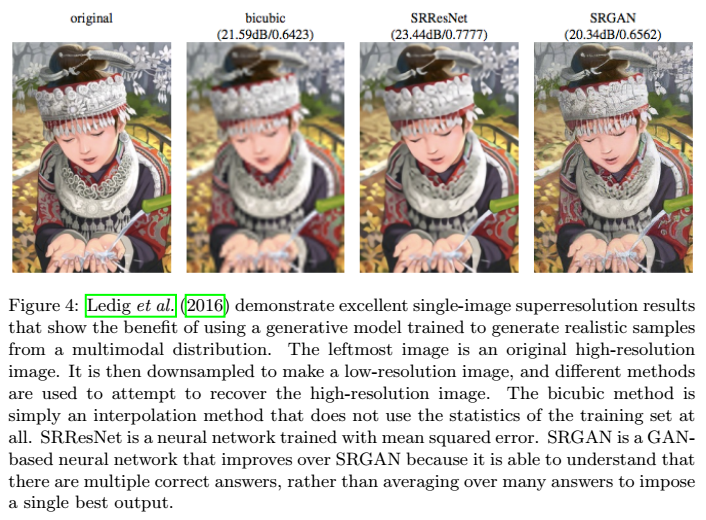 original
bicubic
(21.59dB/0.6423)
SRResNet
(23.44dB/0.7777)
SRGAN
(20.34dB/0.6562)
Figure 4: Ledig et al. (2016) demonstrate excellent single-image superresolution results
that show the benefit of using a generative model trained to generate realistic samples
from a multimodal distribution. The leftmost image is an original high-resolution
image. It is then downsampled to make a low-resolution image, and different methods
are used to attempt to recover the high-resolution image. The bicubic method is
simply an interpolation method that does not use the statistics of the training set at
all. SRResNet is a neural network trained with mean squared error. SRGAN is a GAN-
based neural network that improves over SRGAN because it is able to understand that
there are multiple correct answers, rather than averaging over many answers to impose
a single best output.